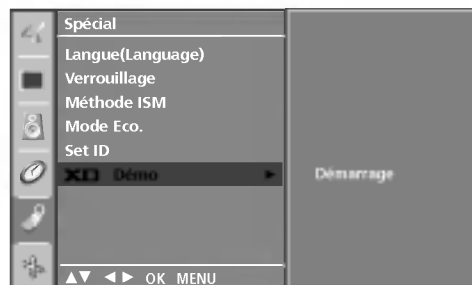 Spécial
Langue(Language)
Verrouillage
Méthode ISM
Mode Eco.
Set ID
XD Démo ► Démarrage
▲▼ ◄► OK MENU